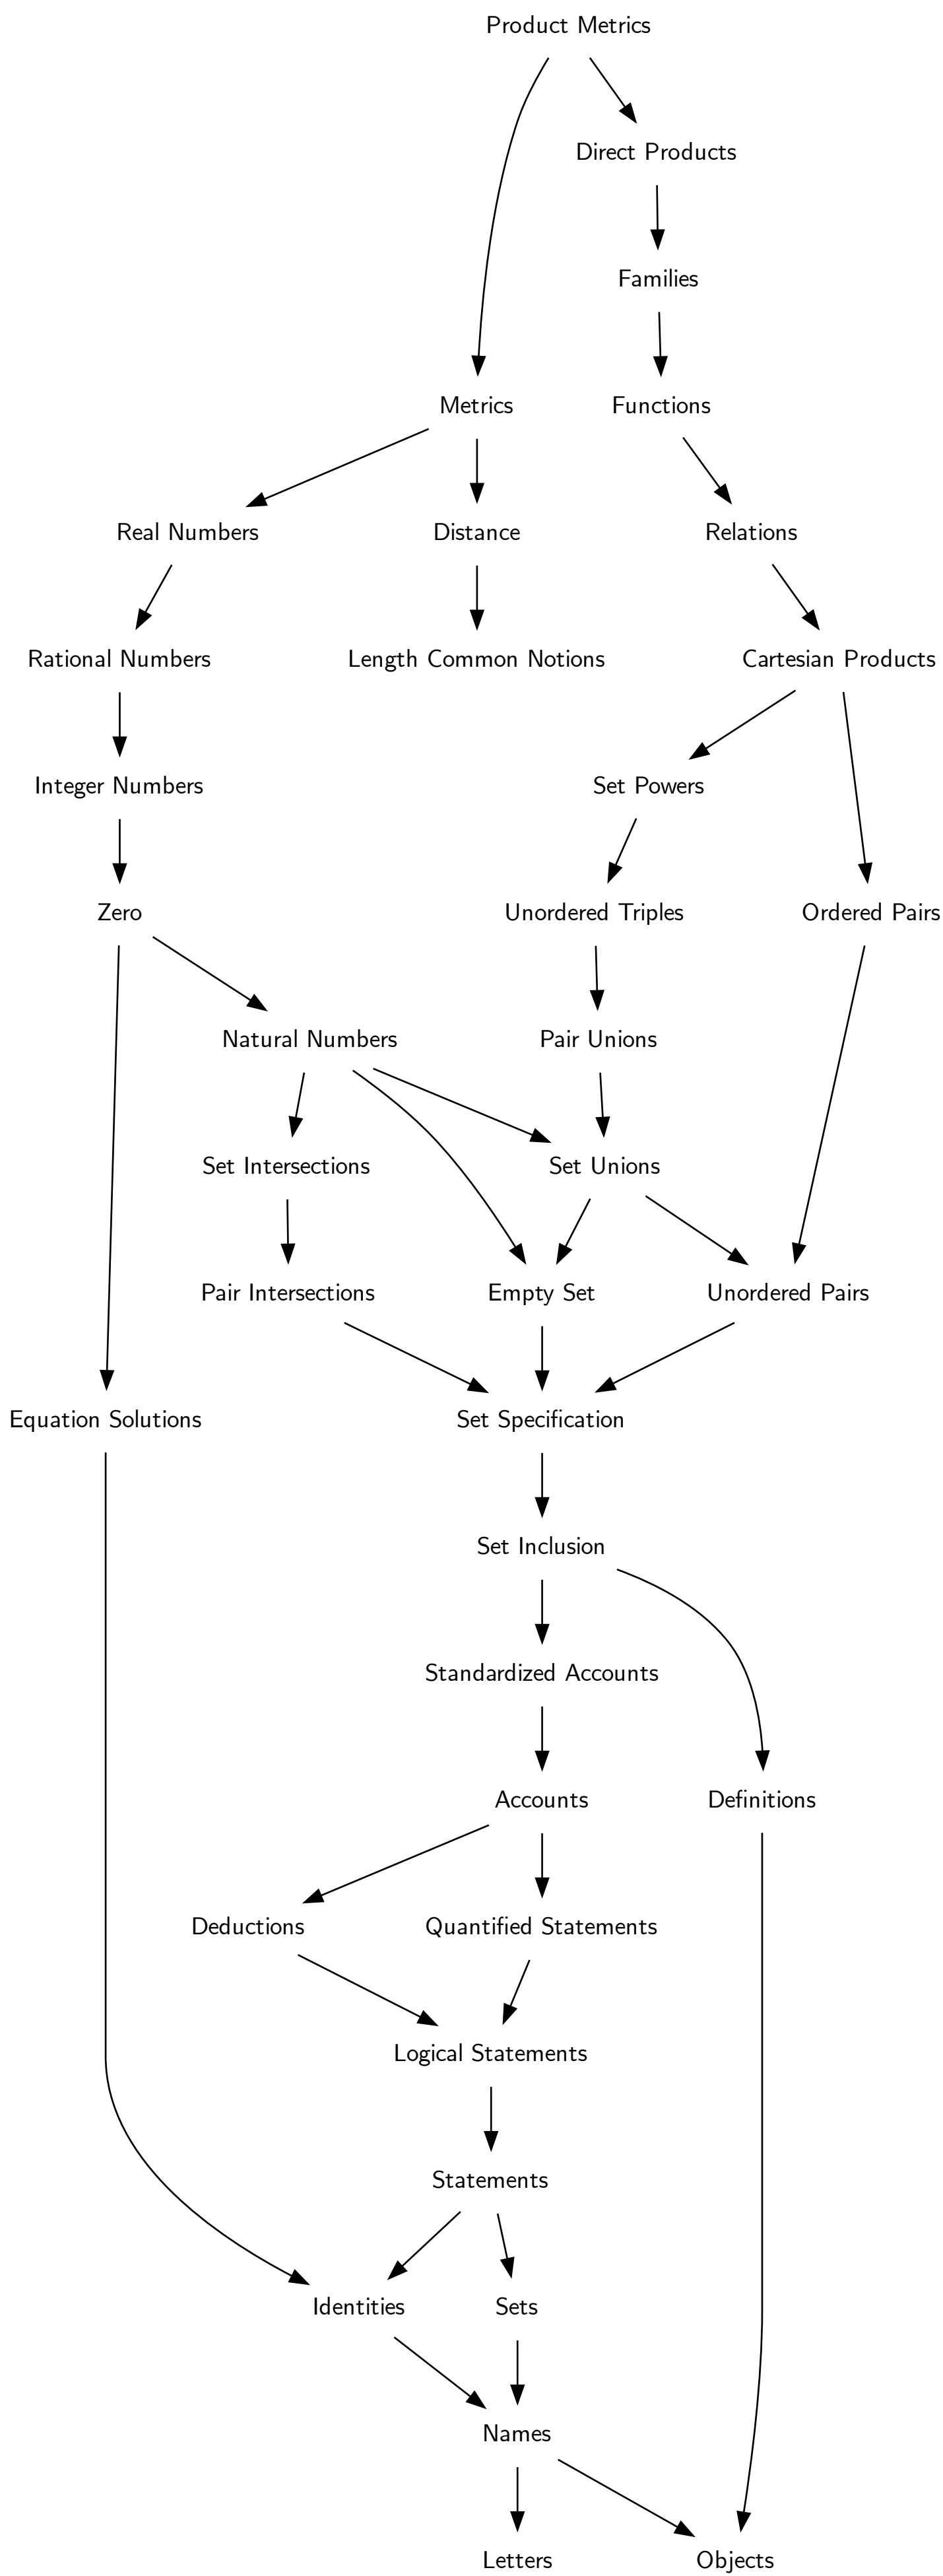 Product Metrics
Direct Products
Families
Metrics
Functions
Real Numbers
Distance
Relations
Rational Numbers
Length Common Notions
Cartesian Products
Integer Numbers
Set Powers
Zero
Unordered Triples
Ordered Pairs
Natural Numbers
Pair Unions
Set Intersections
Set Unions
Pair Intersections
Empty Set
Unordered Pairs
Equation Solutions
Set Specification
Set Inclusion
Standardized Accounts
Accounts
Definitions
Deductions
Quantified Statements
Logical Statements
Statements
Identities
Sets
Names
Letters
Objects